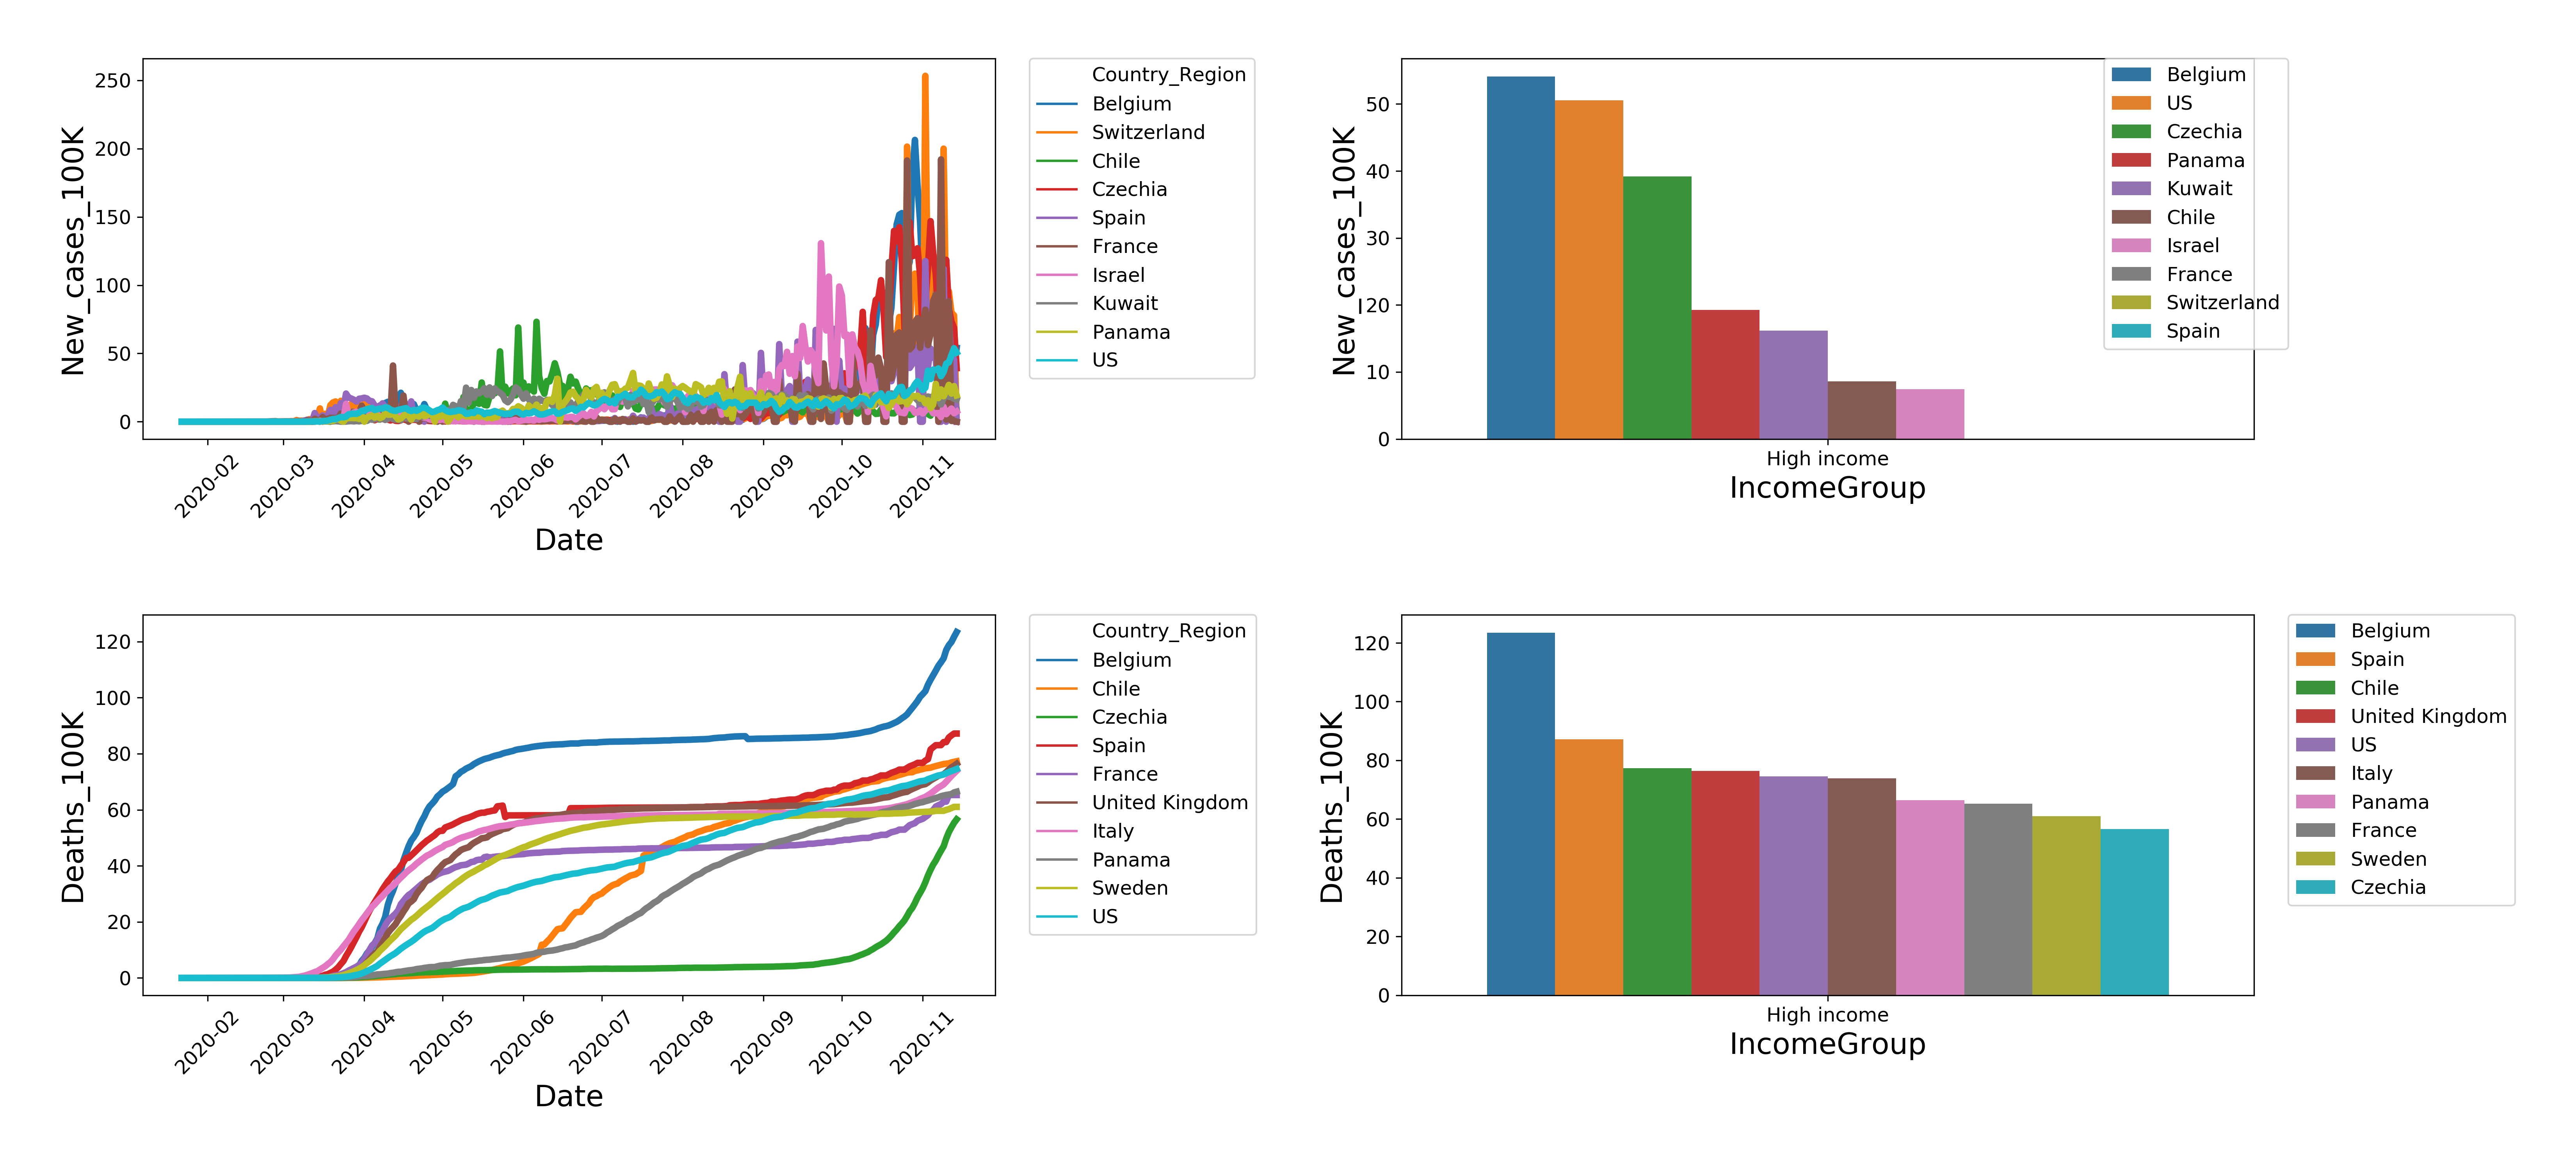 New_cases_100K
250
200
150
100
50
0
2020-02
2020-03
2020-04
2020-05
2020-06
2020-07
2020-08
2020-09
2020-10
2020-11
Date
Country_Region
Belgium
Switzerland
Chile
Czechia
Spain
France
Israel
Kuwait
Panama
US
New_cases_100K
50
40
30
20
10
0
High income
IncomeGroup
Belgium
US
Czechia
Panama
Kuwait
Chile
Israel
France
Switzerland
Spain
Deaths_100K
120
100
80
60
40
20
0
2020-02
2020-03
2020-04
2020-05
2020-06
2020-07
2020-08
2020-09
2020-10
2020-11
Date
Country_Region
Belgium
Chile
Czechia
Spain
France
United Kingdom
Italy
Panama
Sweden
US
Deaths_100K
120
100
80
60
40
20
0
High income
IncomeGroup
Belgium
Spain
Chile
United Kingdom
US
Italy
Panama
France
Sweden
Czechia